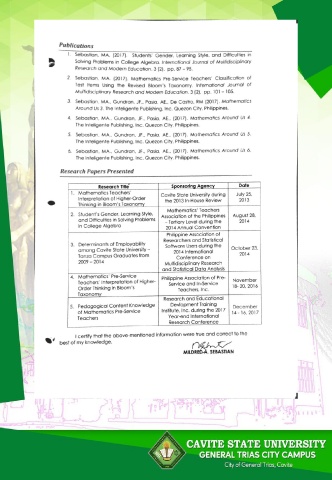 Publications
1. Sebastian, MA. (2017). Students' Gender, Learning Style, and Difficulties in
Solving Problems in College Algebra. International Journal of Multidisciplinary
Research and Modern Education. 3 (2). pp. 87 – 95.
2. Sebastian, MA. (2017). Mathematics Pre-Service Teachers' Classification of
Test Items Using the Revised Bloom's Taxonomy. International Journal of
Multidisciplinary Research and Modern Education. 3 (2). pp. 101 – 105.
3. Sebastian, MA., Gundran, JF., Pasia, AE., De Castro, RM (2017). Mathematics
Around Us 3. The Inteligente Publishing, Inc. Quezon City, Philippines.
4. Sebastian, MA., Gundran, JF., Pasia, AE., (2017). Mathematics Around Us 4.
The Inteligente Publishing, Inc. Quezon City, Philippines.
5. Sebastian, MA., Gundran, JF., Pasia, AE., (2017). Mathematics Around Us 5.
The Inteligente Publishing, Inc. Quezon City, Philippines.
6. Sebastian, MA., Gundran, JF., Pasia, AE., (2017). Mathematics Around Us 6.
The Inteligente Publishing, Inc. Quezon City, Philippines.
Research Papers Presented
Research Title Sponsoring Agency Date
1. Mathematics Teachers'
Interpretation of Higher-Order
Thinking in Bloom's Taxonomy
Cavite State University during
the 2013 In-House Review
July 25,
2013
2. Student's Gender, Learning Style,
and Difficulties in Solving Problems
in College Algebra
Mathematics Teachers
Association of the Philippines
– Tertiary Level during the
2014 Annual Convention
August 28,
2014
3. Determinants of Employability
among Cavite State University –
Tanza Campus Graduates from
2009 – 2014
Philippine Association of
Researchers and Statistical
Software Users during the
2014 International
Conference on
Multidisciplinary Research
and Statistical Data Analysis
October 23,
2014
4. Mathematics Pre-Service
Teachers' Interpretation of Higher-
Order Thinking in Bloom's
Taxonomy
Philippine Association of Pre-
Service and In-Service
Teachers, Inc.
November
18- 20, 2016
5. Pedagogical Content Knowledge
of Mathematics Pre-Service
Teachers
Research and Educational
Development Training
Institute, Inc. during the 2017
Year-end International
Research Conference
December
14 - 16, 2017
I certify that the above mentioned information were true and correct to the
best of my knowledge.
MILDRED A. SEBASTIAN
CAVITE STATE UNIVERSITY
GENERAL TRIAS CITY CAMPUS
City of General Trias, Cavite